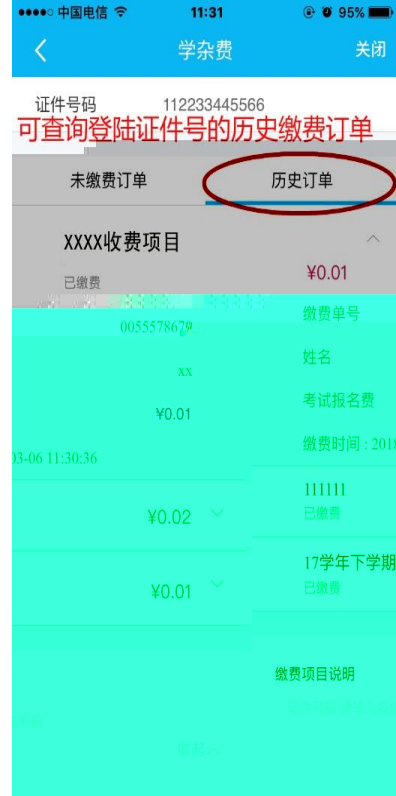 中国电信 11:31 95%
学杂费 关闭
证件号码 112233445566
可查询登陆证件号的历史缴费订单
未缴费订单 历史订单
XXXX收费项目
¥0.01
已缴费
缴费单号
0055578679
姓名
xx
考试报名费
¥0.01
缴费时间 : 2018
03-06 11:30:36
111111
¥0.02
已缴费
17学年下学期
¥0.01
已缴费
缴费项目说明
收起